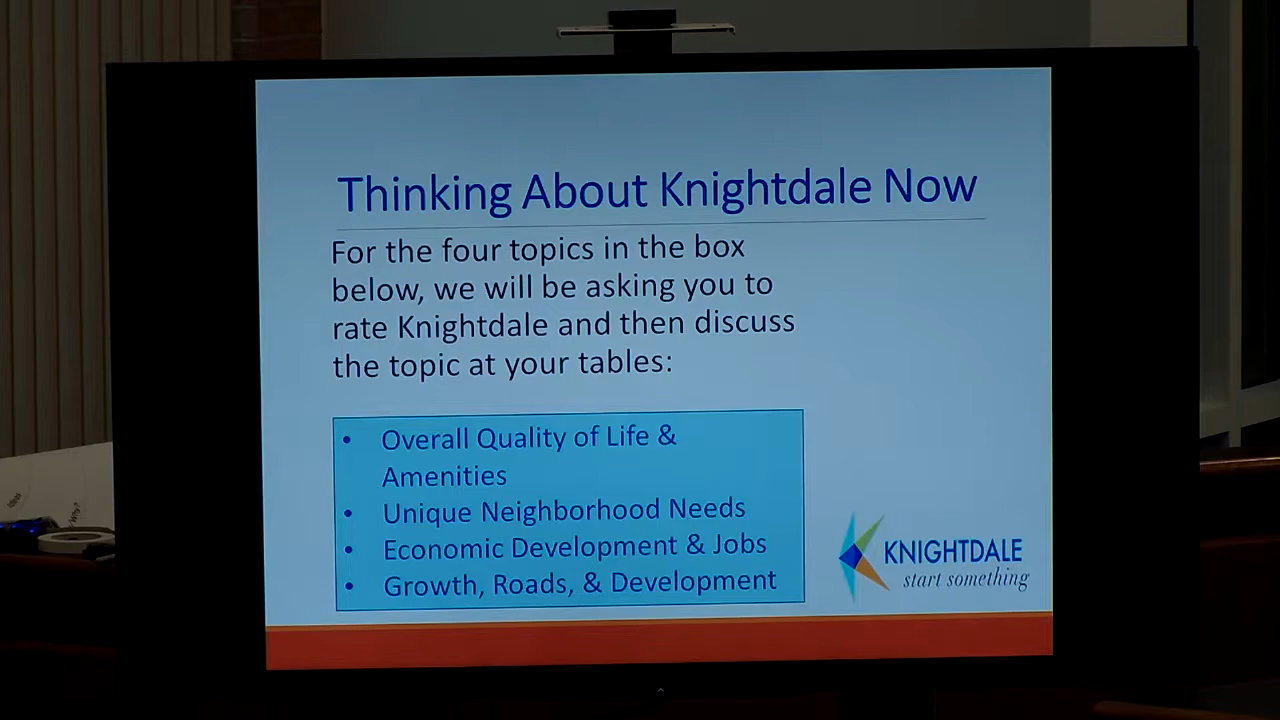 Thinking About Knightdale Now
For the four topics in the box
below, we will be asking you to
rate Knightdale and then discuss
the topic at your tables:
• Overall Quality of Life &
Amenities
• Unique Neighborhood Needs
• Economic Development & Jobs
• Growth, Roads, & Development
KNIGHTDALE
start something
Ideas
Why?